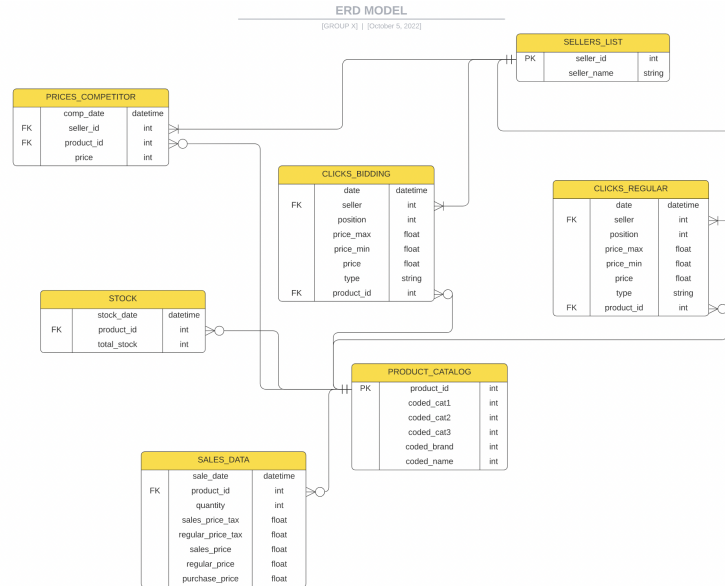 ERD MODEL
[GROUP X] | [October 5, 2022]
SELLERS_LIST
PK seller_id int
seller_name string
PRICES_COMPETITOR
comp_date datetime
FK seller_id int
FK product_id int
price int
CLICKS_BIDDING
date datetime
FK seller int
position int
price_max float
price_min float
price float
type string
FK product_id int
CLICKS_REGULAR
date datetime
FK seller int
position int
price_max float
price_min float
price float
type string
FK product_id int
STOCK
stock_date datetime
FK product_id int
total_stock int
PRODUCT_CATALOG
PK product_id int
coded_cat1 int
coded_cat2 int
coded_cat3 int
coded_brand int
coded_name int
SALES_DATA
sale_date datetime
FK product_id int
quantity int
sales_price_tax float
regular_price_tax float
sales_price float
regular_price float
purchase_price float